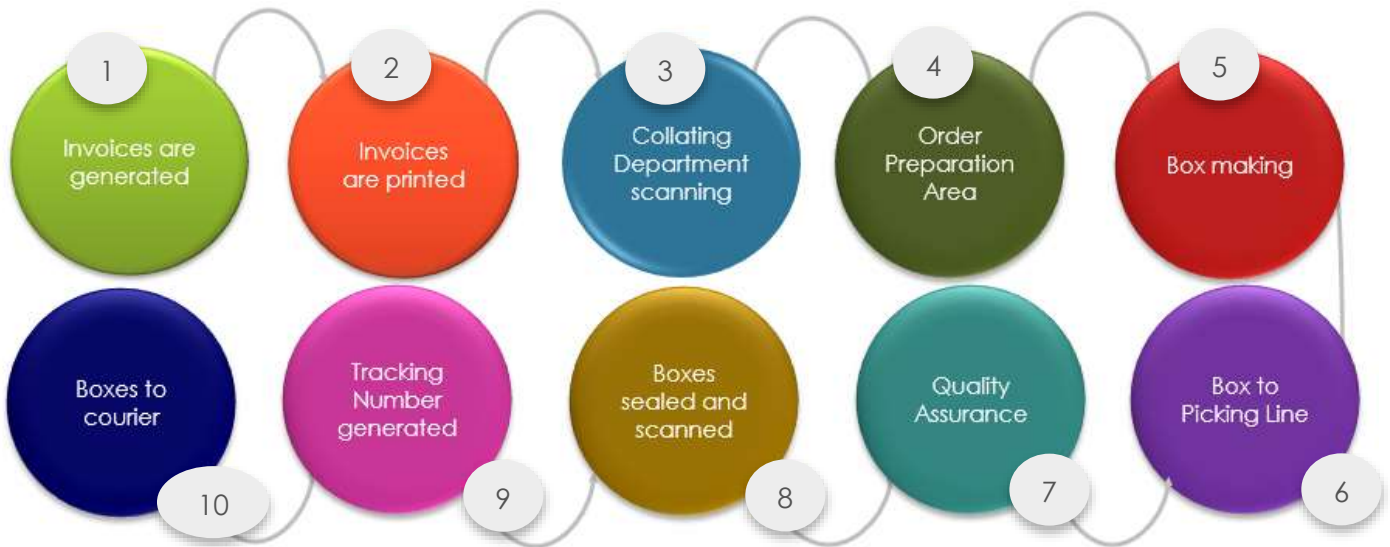 1
Invoices are
generated
2
Invoices
are printed
3
Collating
Department
scanning
4
Order
Preparation
Area
5
Box making
Box to
Picking Line
6
Quality
Assurance
7
Boxes
sealed and
scanned
8
Tracking
Number
generated
9
Boxes to
courier
10